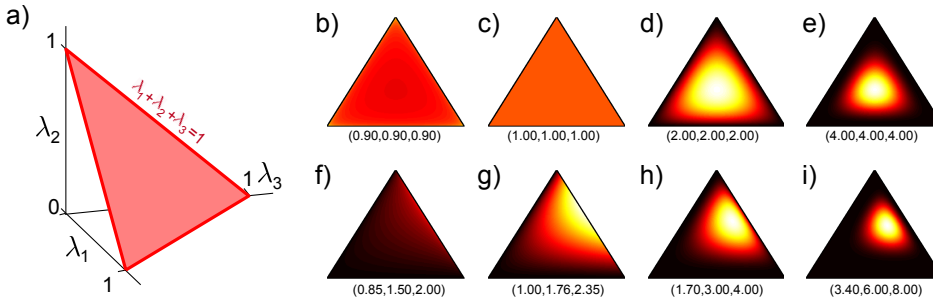 a)
1
λ₁+λ₂+λ₃=1
λ₂
0
λ₁
1
1 λ₃
b)
c)
d)
e)
(0.90,0.90,0.90)
(1.00,1.00,1.00)
(2.00,2.00,2.00)
(4.00,4.00,4.00)
f)
g)
h)
i)
(0.85,1.50,2.00)
(1.00,1.76,2.35)
(1.70,3.00,4.00)
(3.40,6.00,8.00)